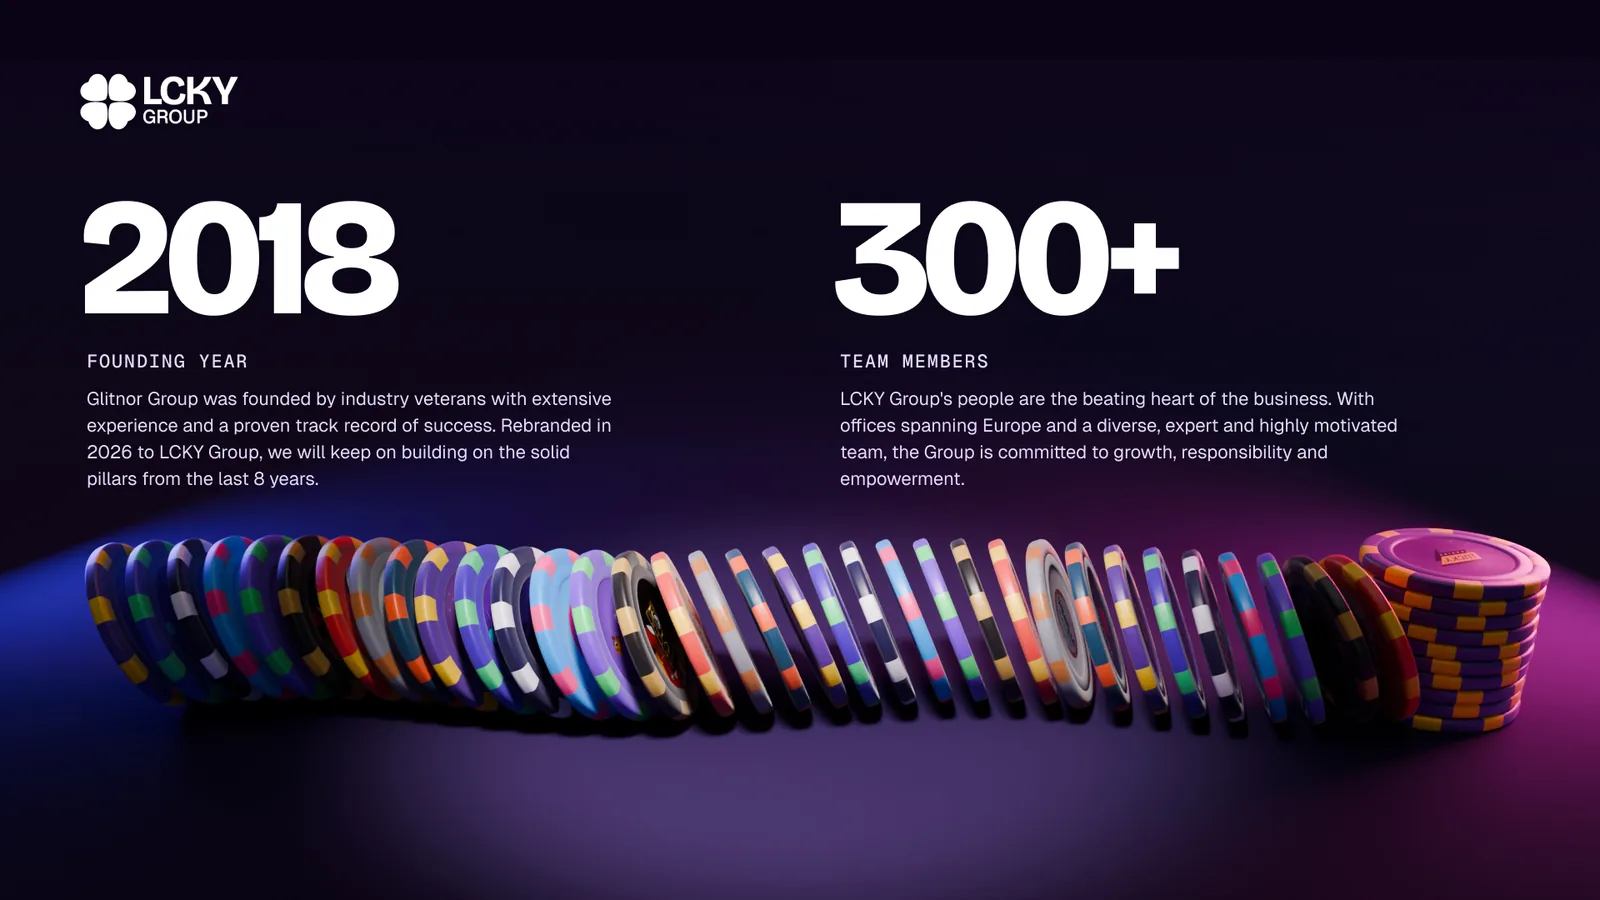 LCKY
GROUP
2018
FOUNDING YEAR
Glitnor Group was founded by industry veterans with extensive
experience and a proven track record of success. Rebranded in
2026 to LCKY Group, we will keep on building on the solid
pillars from the last 8 years.
300+
TEAM MEMBERS
LCKY Group's people are the beating heart of the business. With
offices spanning Europe and a diverse, expert and highly motivated
team, the Group is committed to growth, responsibility and
empowerment.